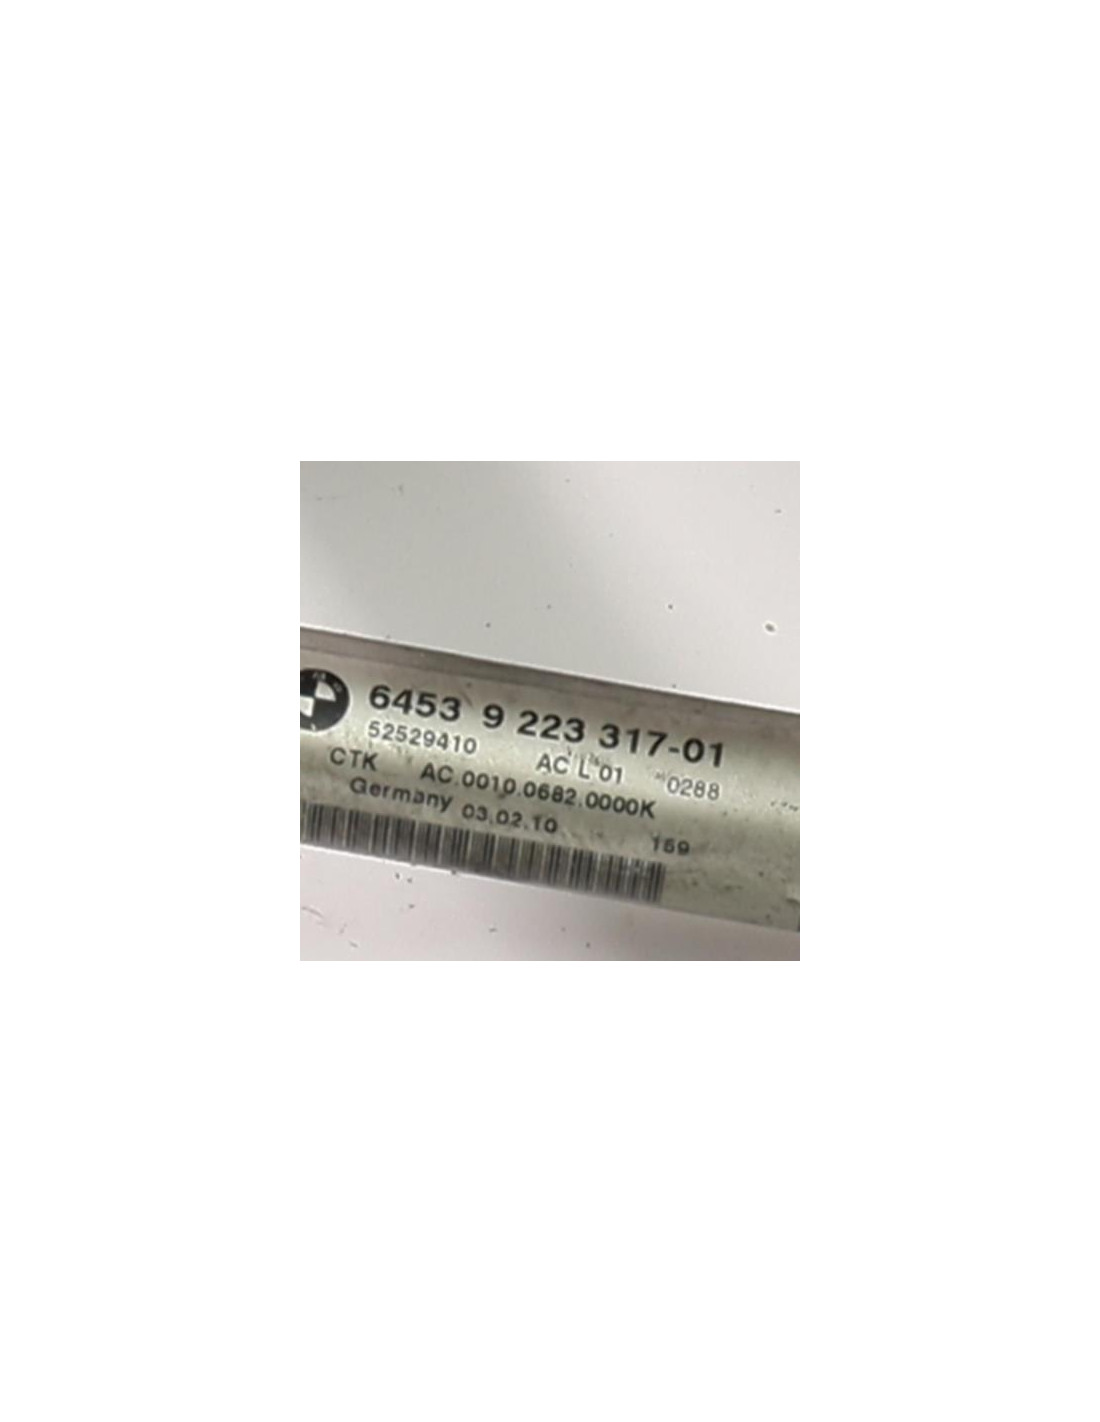 6453 9 223 317-01
52529410 AC L 01 0288
CTK AC.0010.0682.0000K
Germany 03.02.10 159